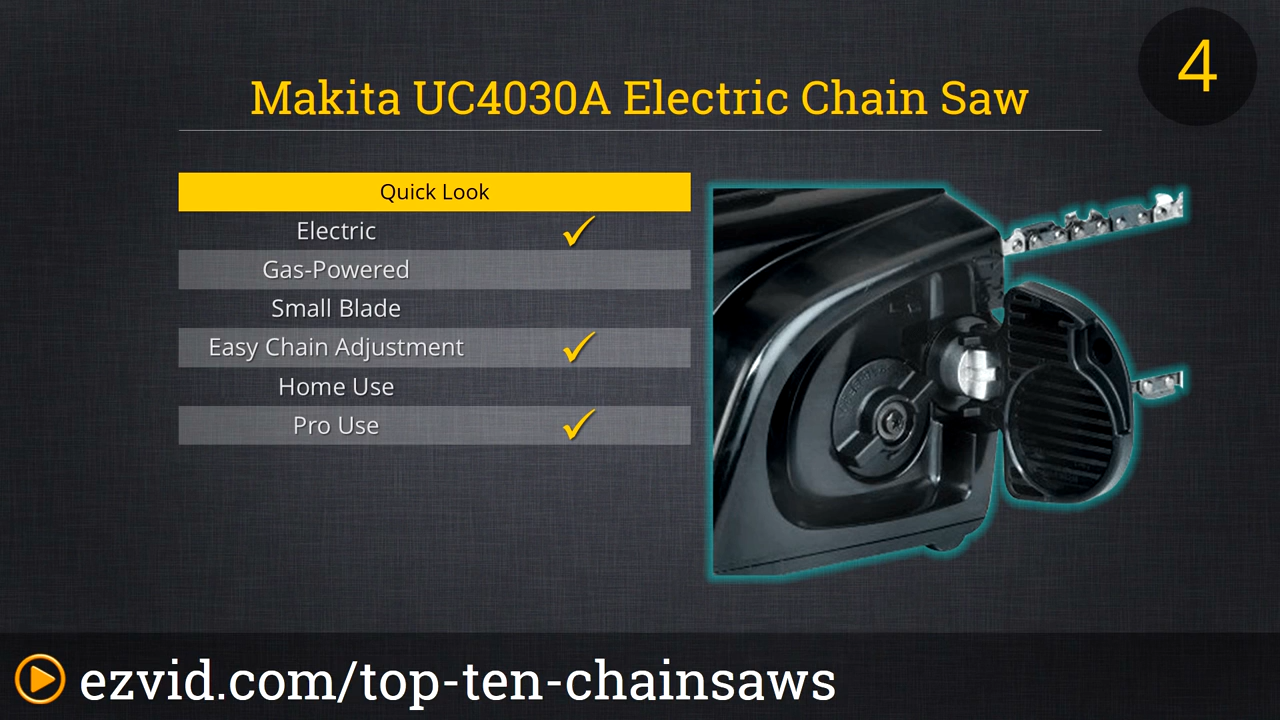 4
Makita UC4030A Electric Chain Saw
Quick Look
Electric ✓
Gas-Powered
Small Blade
Easy Chain Adjustment ✓
Home Use
Pro Use ✓
ezvid.com/top-ten-chainsaws